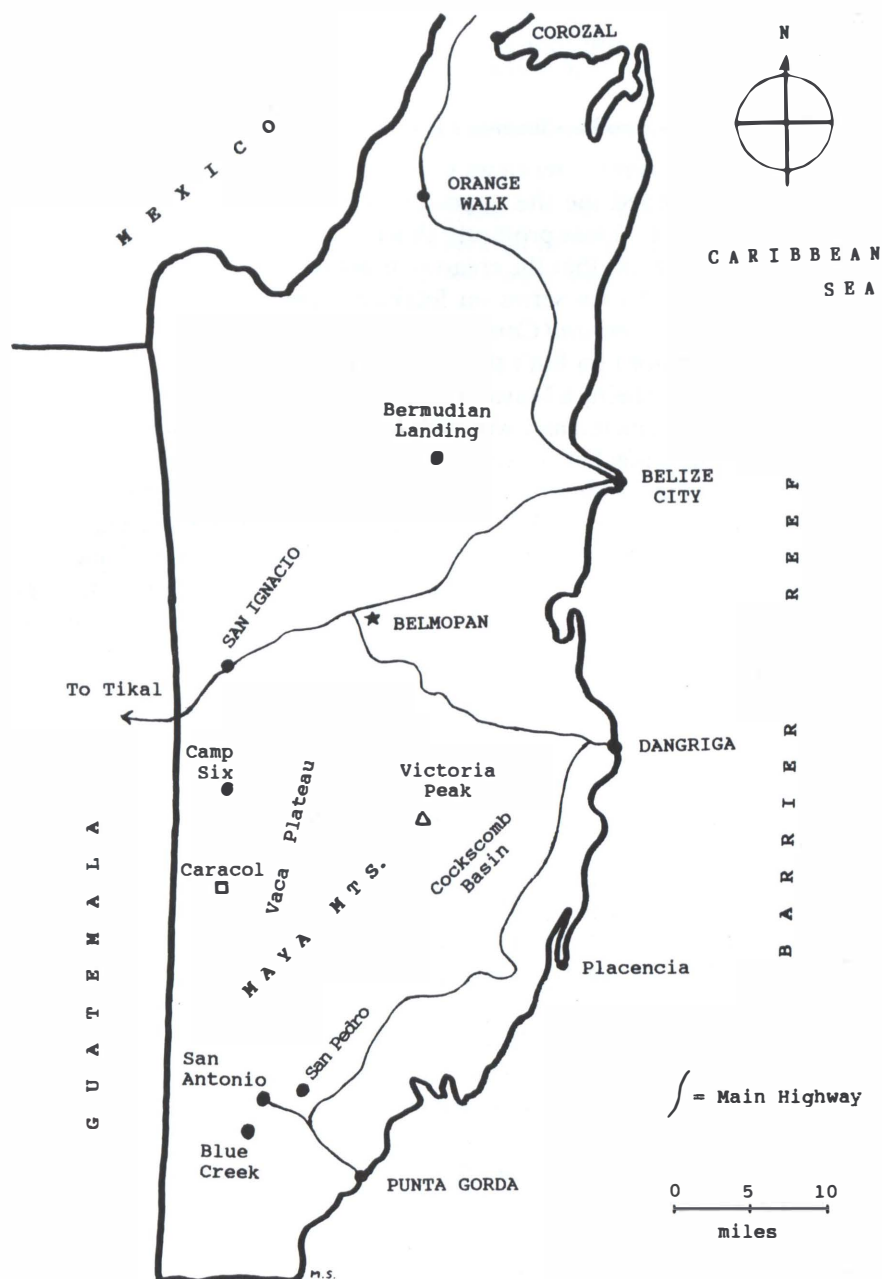 COROZAL
N
MEXICO
ORANGE
WALK
CARIBBEAN
SEA
Bermudian
Landing
BELIZE
CITY
BARRIER REEF
SAN IGNACIO
BELMOPAN
To Tikal
DANGRIGA
Camp
Six
Vaca Plateau
Victoria
Peak
Cockscomb
Basin
Caracol
MAYA MTS.
GUATEMALA
Placencia
San Pedro
San
Antonio
= Main Highway
Blue
Creek
PUNTA GORDA
0 5 10
miles
M.S.